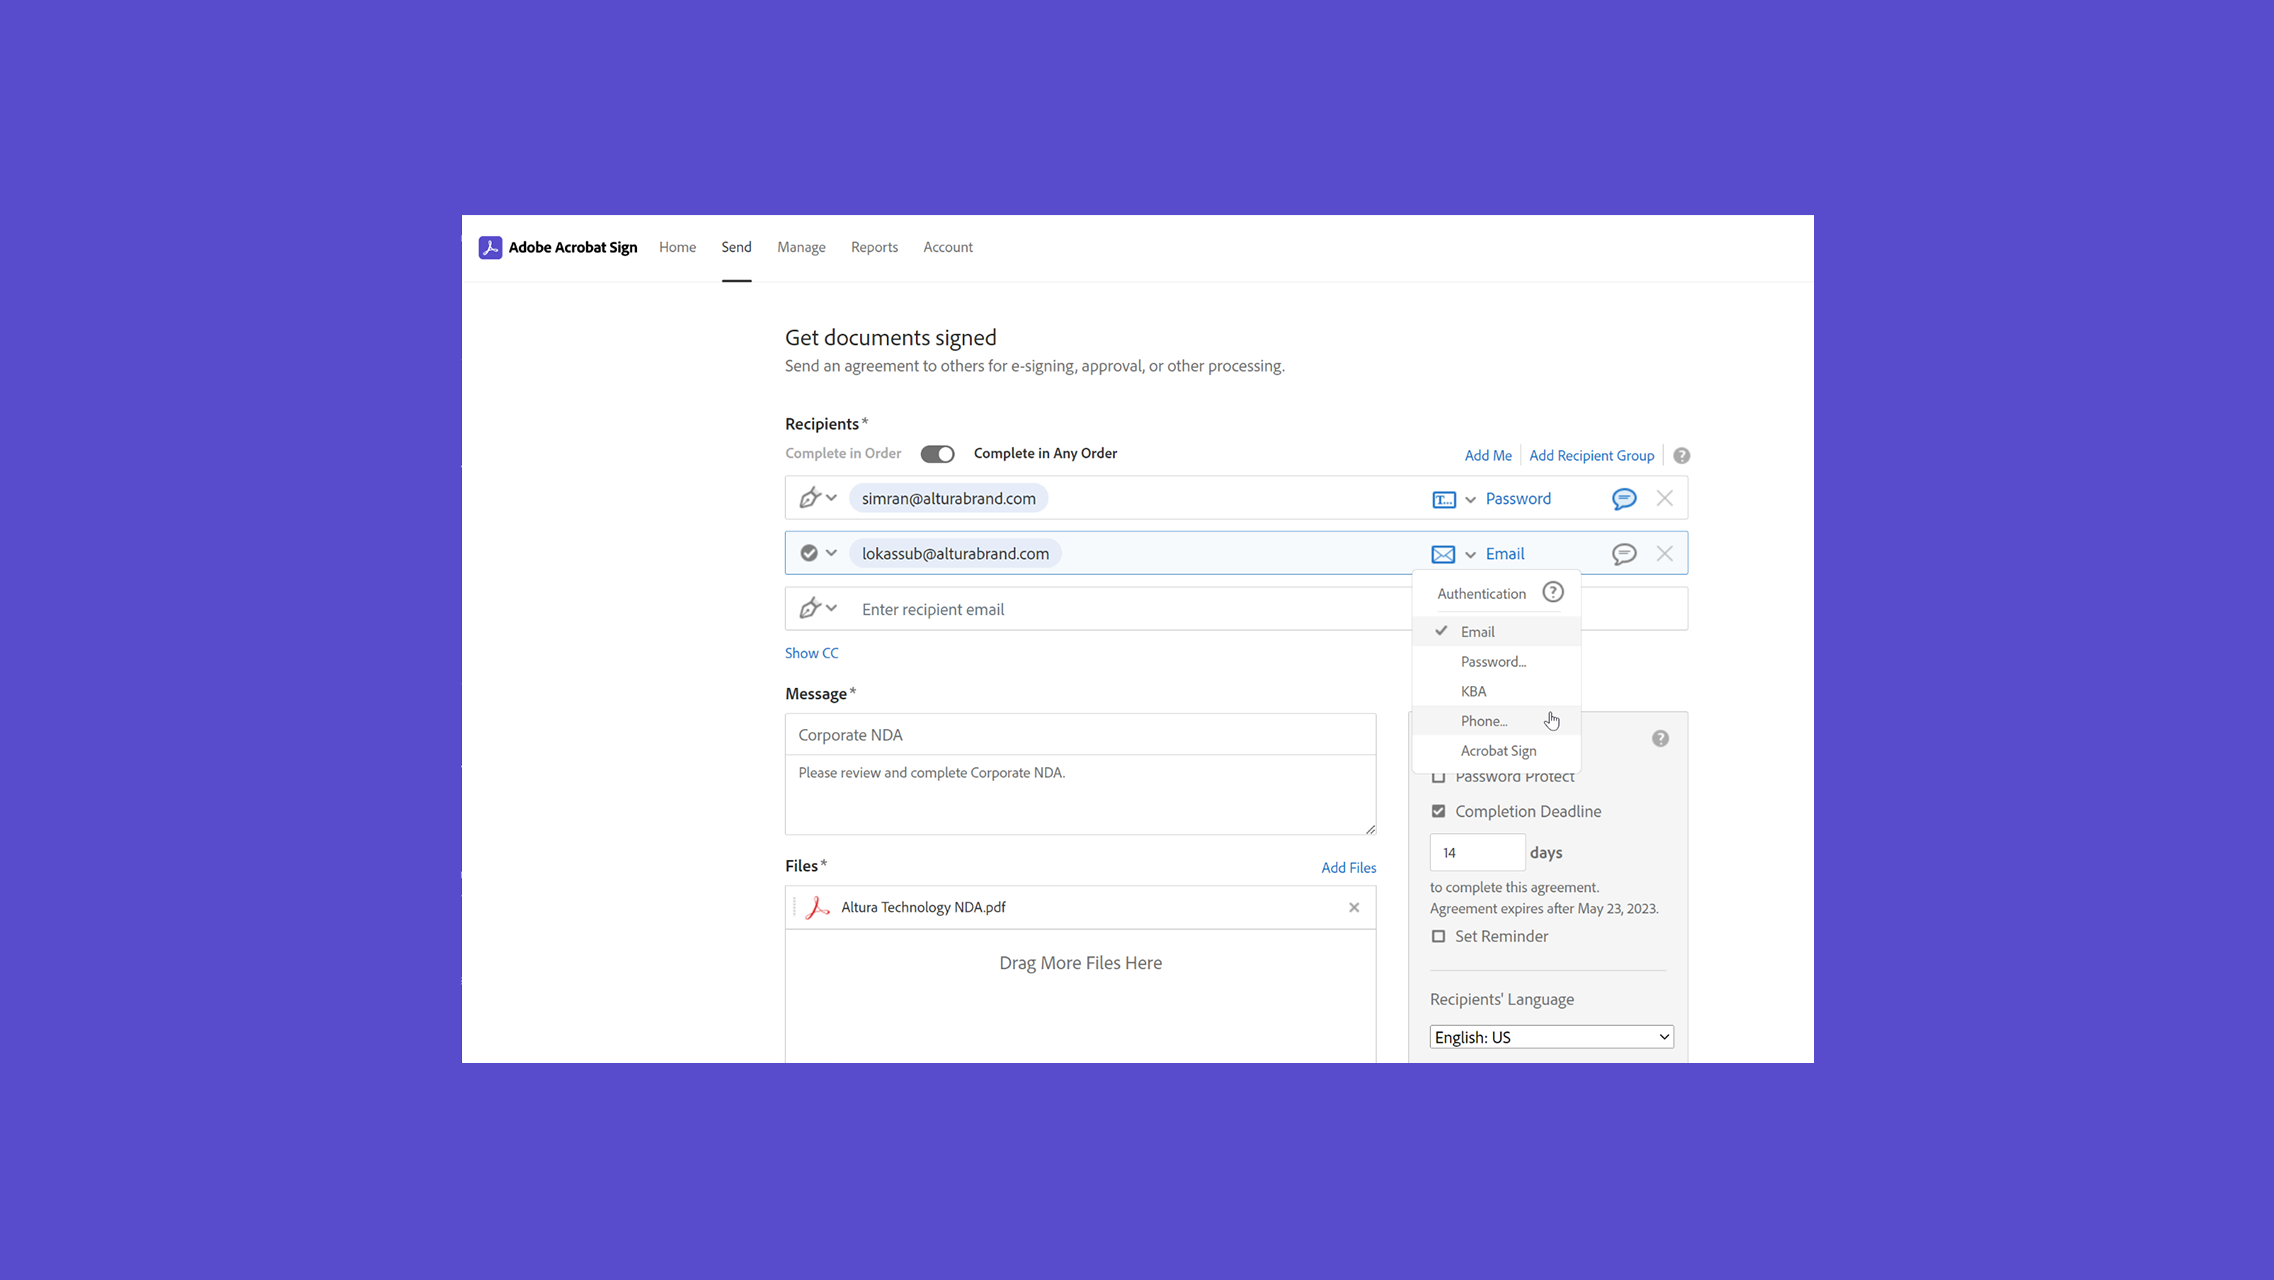 Adobe Acrobat Sign Home Send Manage Reports Account
Get documents signed
Send an agreement to others for e-signing, approval, or other processing.
Recipients*
Complete in Order Complete in Any Order Add Me Add Recipient Group ?
simran@alturabrand.com T... Password
lokassub@alturabrand.com Email
Enter recipient email
Authentication ?
Email
Password...
KBA
Phone...
Acrobat Sign
Show CC
Message*
Corporate NDA
Please review and complete Corporate NDA.
Files* Add Files
Altura Technology NDA.pdf
Drag More Files Here
?
Password Protect
Completion Deadline
14 days
to complete this agreement.
Agreement expires after May 23, 2023.
Set Reminder
Recipients' Language
English: US